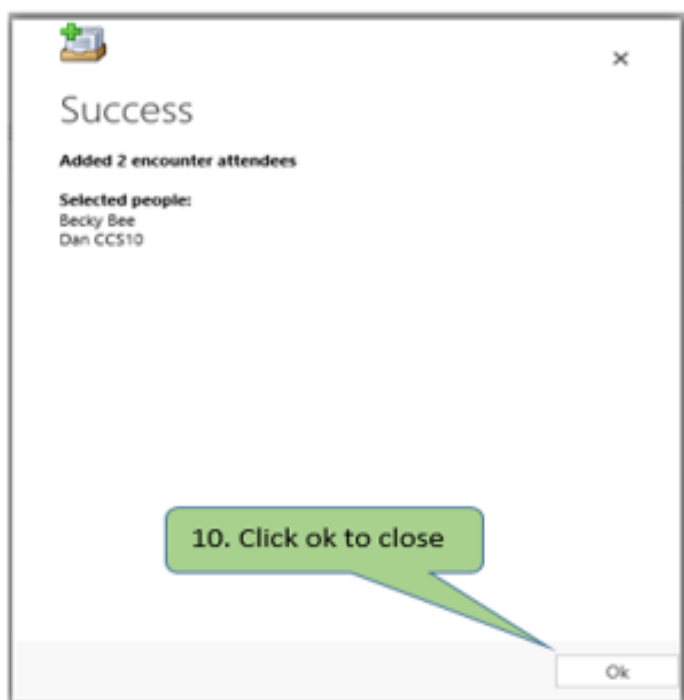 Success
Added 2 encounter attendees
Selected people:
Becky Bee
Dan CCS10
10. Click ok to close
Ok